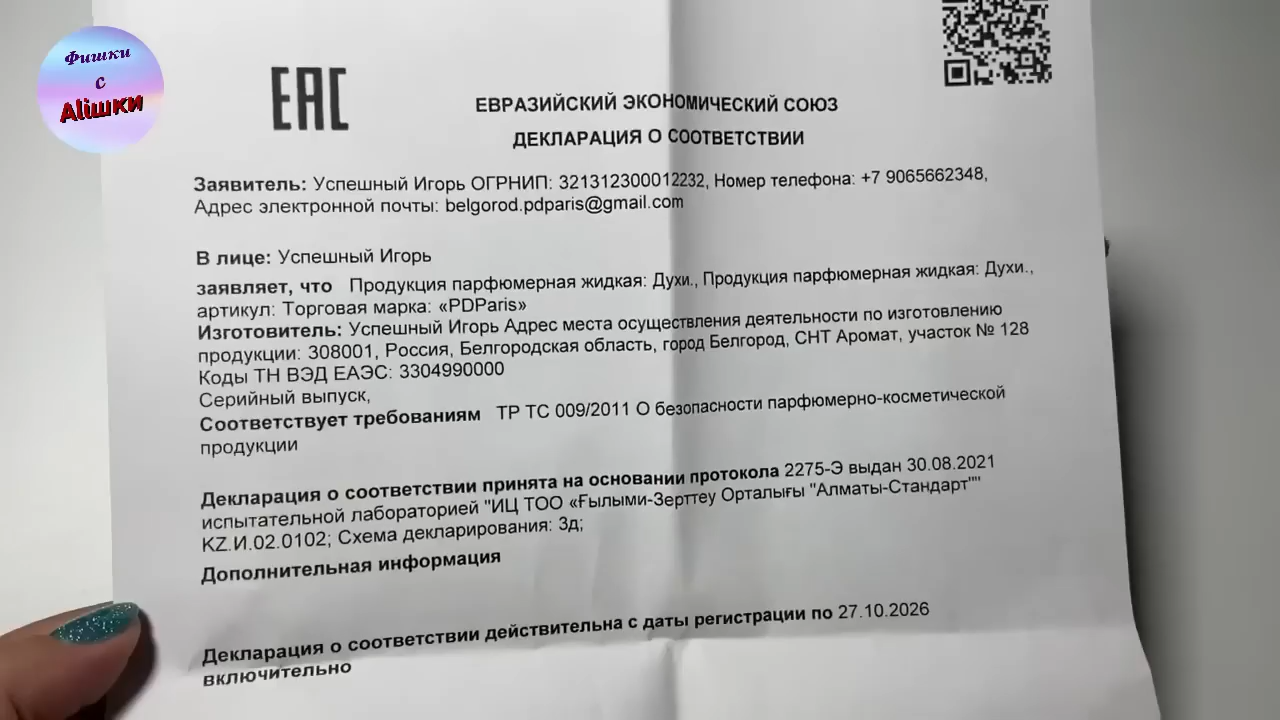 Фишки
с
Aliшки
EAC
ЕВРАЗИЙСКИЙ ЭКОНОМИЧЕСКИЙ СОЮЗ
ДЕКЛАРАЦИЯ О СООТВЕТСТВИИ
Заявитель: Успешный Игорь ОГРНИП: 321312300012232, Номер телефона: +7 9065662348,
Адрес электронной почты: belgorod.pdparis@gmail.com
В лице: Успешный Игорь
заявляет, что Продукция парфюмерная жидкая: Духи., Продукция парфюмерная жидкая: Духи.,
артикул: Торговая марка: «PDParis»
Изготовитель: Успешный Игорь Адрес места осуществления деятельности по изготовлению
продукции: 308001, Россия, Белгородская область, город Белгород, СНТ Аромат, участок № 128
Коды ТН ВЭД ЕАЭС: 3304990000
Серийный выпуск,
Соответствует требованиям ТР ТС 009/2011 О безопасности парфюмерно-косметической
продукции
Декларация о соответствии принята на основании протокола 2275-Э выдан 30.08.2021
испытательной лабораторией "ИЦ ТОО «Ғылыми-Зерттеу Орталығы "Алматы-Стандарт""
KZ.И.02.0102; Схема декларирования: 3д;
Дополнительная информация
Декларация о соответствии действительна с даты регистрации по 27.10.2026
включительно